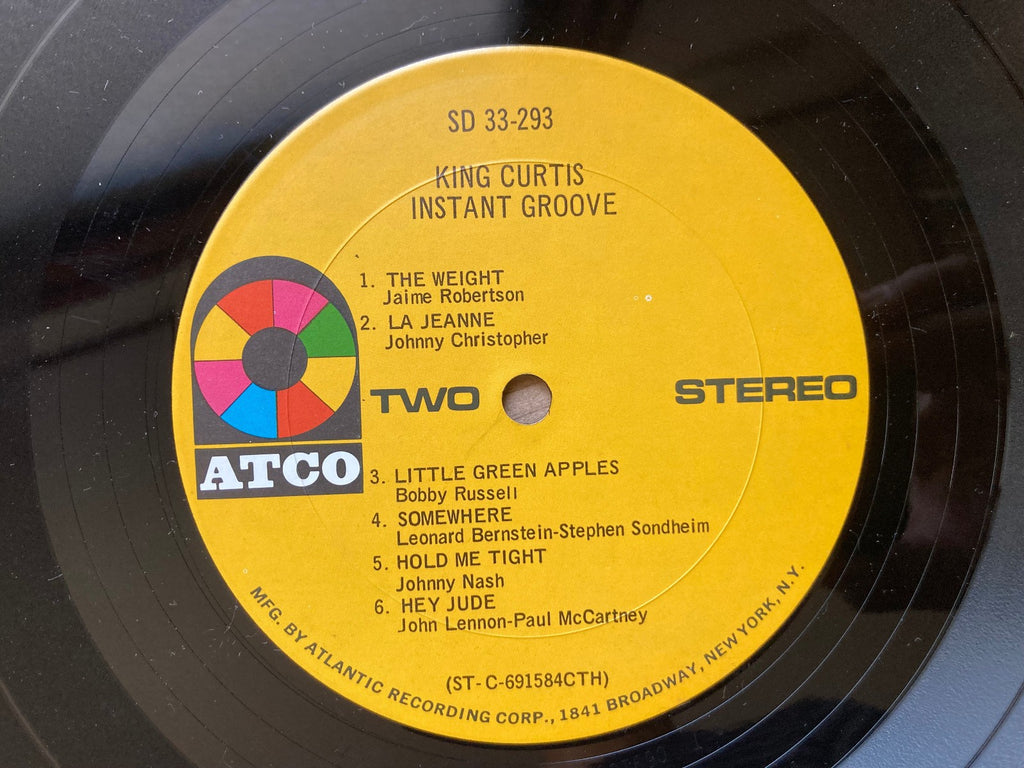 SD 33-293
KING CURTIS
INSTANT GROOVE
1. THE WEIGHT
Jaime Robertson
2. LA JEANNE
Johnny Christopher
TWO
STEREO
ATCO
3. LITTLE GREEN APPLES
Bobby Russell
4. SOMEWHERE
Leonard Bernstein-Stephen Sondheim
5. HOLD ME TIGHT
Johnny Nash
6. HEY JUDE
John Lennon-Paul McCartney
(ST-C-691584CTH)
MFG. BY ATLANTIC RECORDING CORP., 1841 BROADWAY, NEW YORK, N.Y.